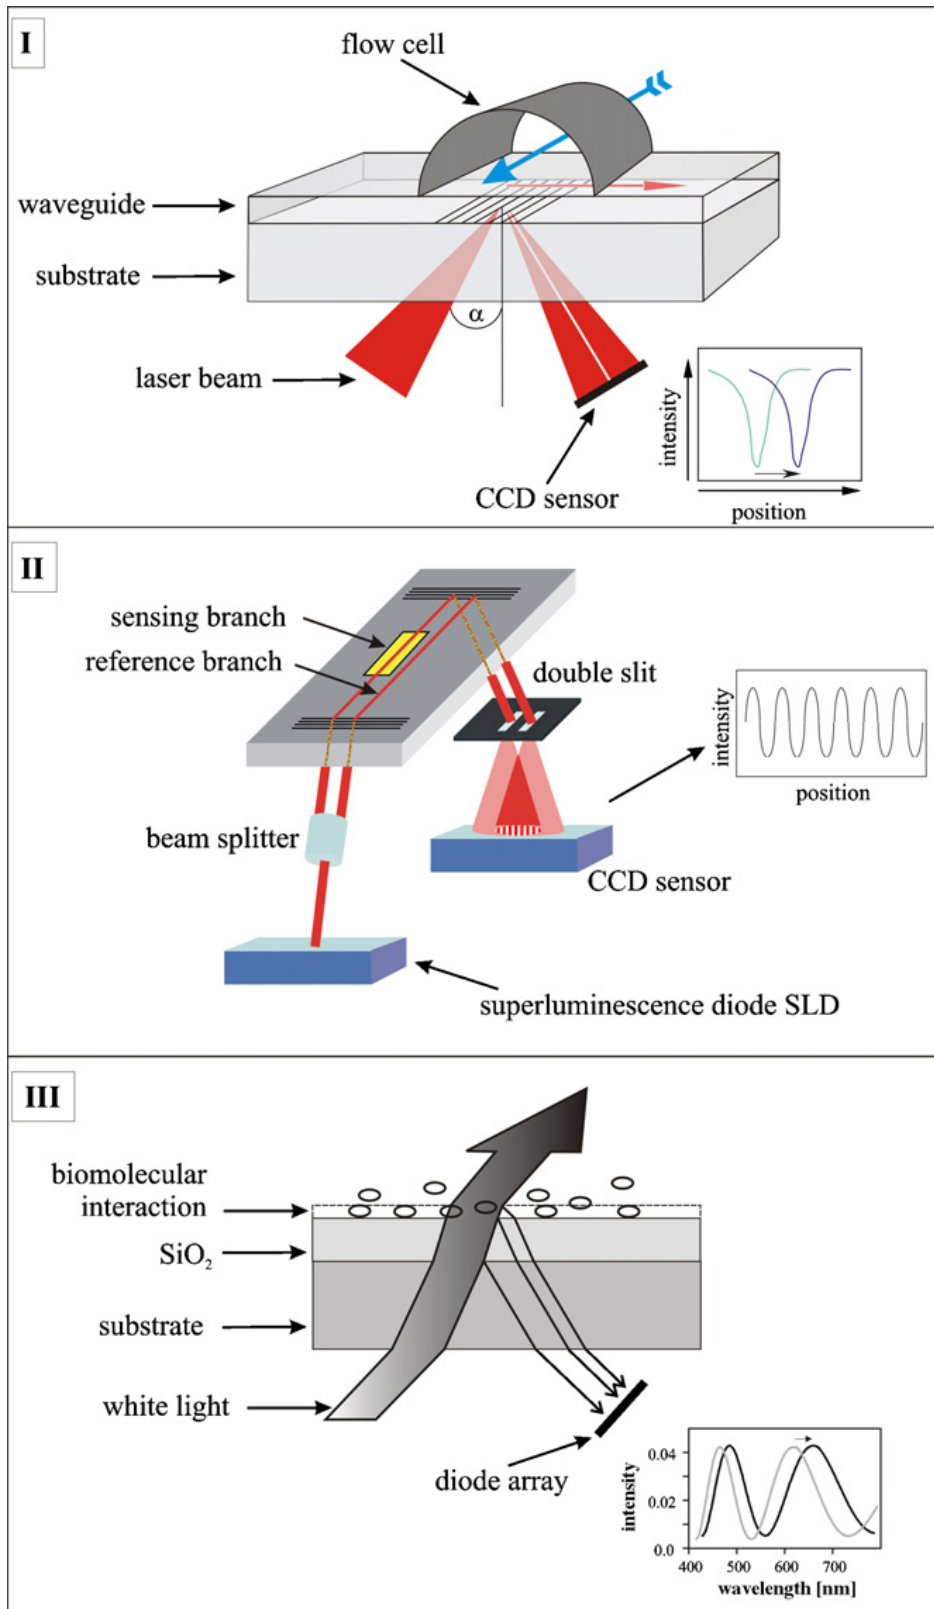 I
flow cell
waveguide
substrate
α
laser beam
CCD sensor
intensity
position
II
sensing branch
reference branch
double slit
intensity
position
beam splitter
CCD sensor
superluminescence diode SLD
III
biomolecular
interaction
SiO₂
substrate
white light
diode array
intensity
0.04
0.02
0.0
400 500 600 700
wavelength [nm]